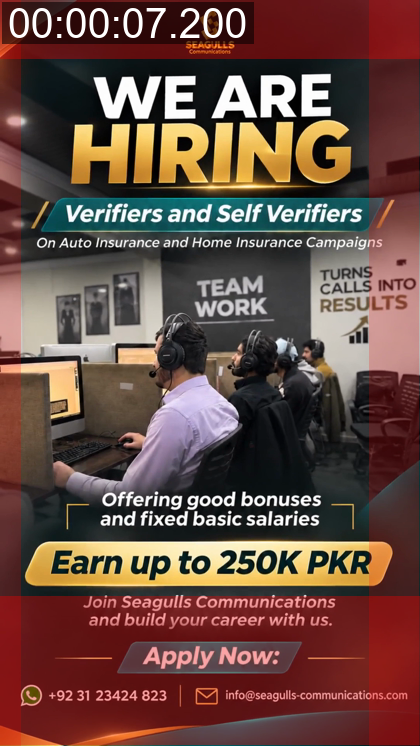 00:00:07.200
SEAGULLS
Communications
WE ARE
HIRING
Verifiers and Self Verifiers
On Auto Insurance and Home Insurance Campaigns
TEAM
WORK
TURNS
CALLS INTO
RESULTS
Offering good bonuses
and fixed basic salaries
Earn up to 250K PKR
Join Seagulls Communications
and build your career with us.
Apply Now:
+92 31 23424 823
info@seagulls-communications.com